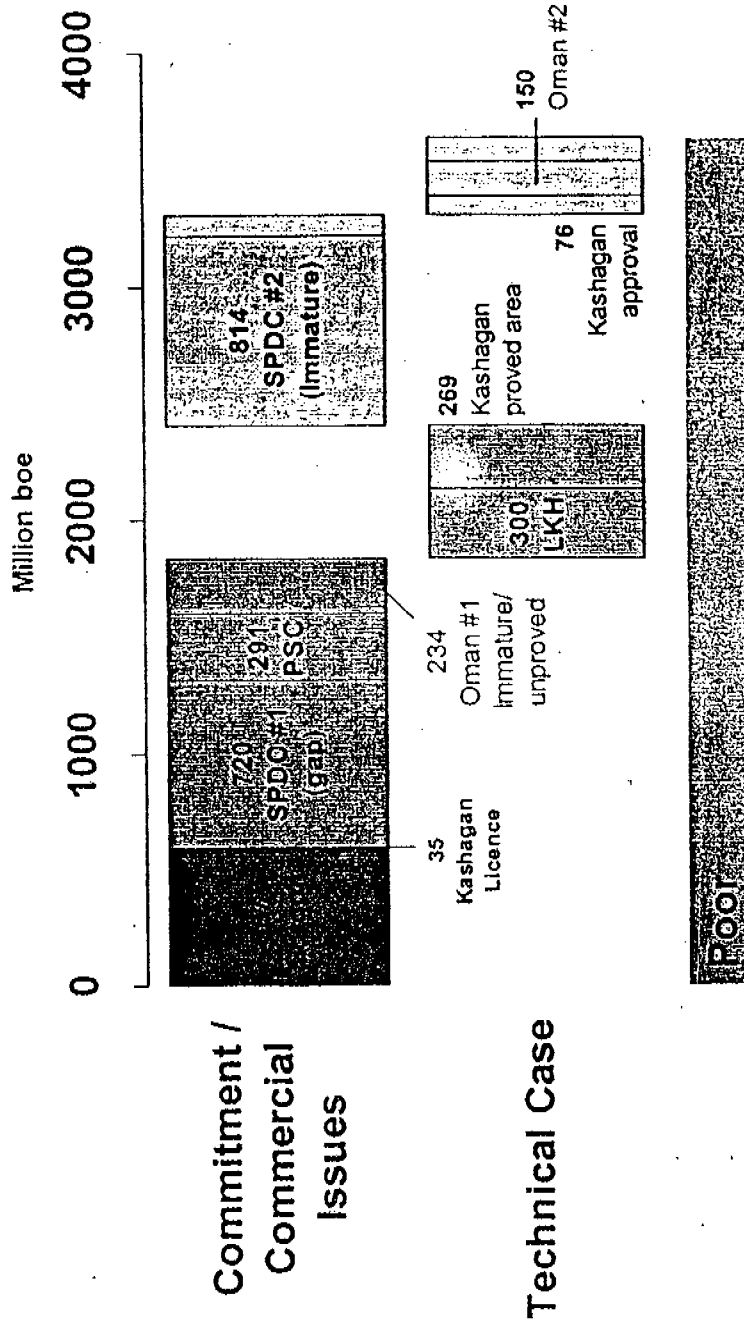 Million boe
0
1000
2000
3000
4000
Commitment /
Commercial
Issues
720
SPDO #1
(gap)
291
PSC
814
SPDC #2
(Immature)
35
Kashagan
Licence
234
Oman #1
Immature/
unproved
Technical Case
300
LKH
269
Kashagan
proved area
76
Kashagan
approval
150
Oman #2
Poor